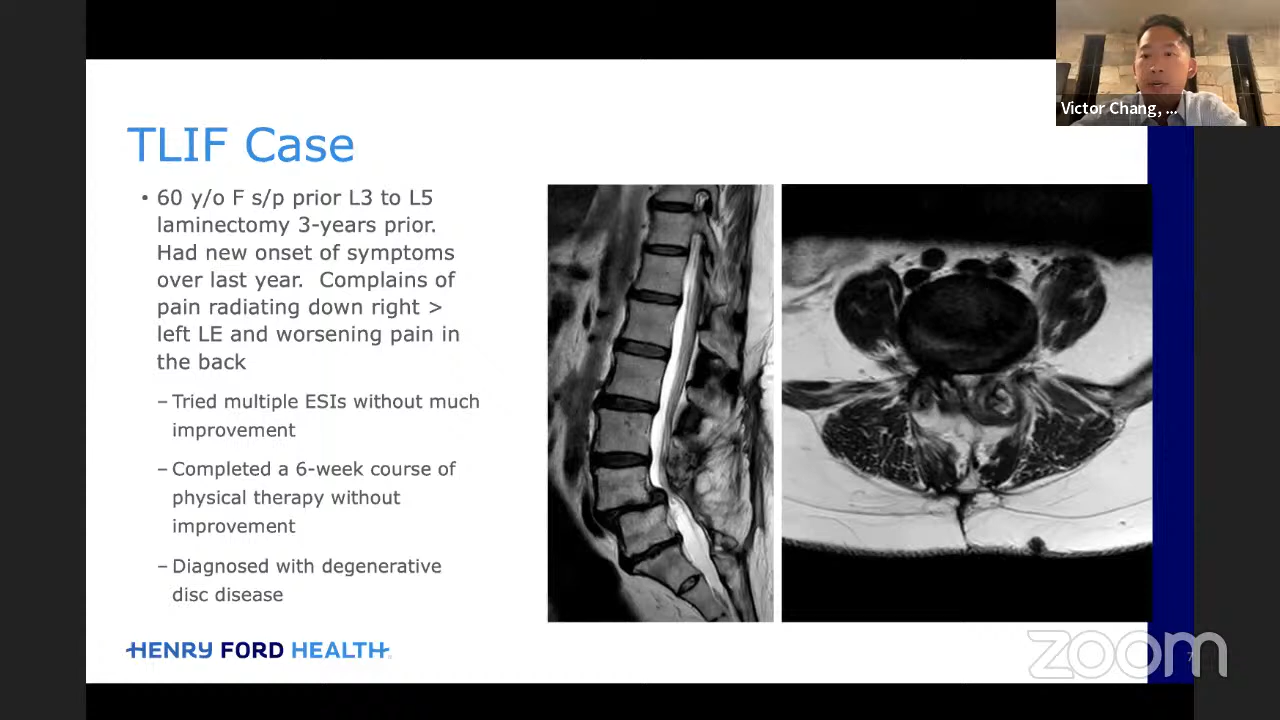 Victor Chang, ...
TLIF Case
• 60 y/o F s/p prior L3 to L5
laminectomy 3-years prior.
Had new onset of symptoms
over last year.  Complains of
pain radiating down right >
left LE and worsening pain in
the back
– Tried multiple ESIs without much
improvement
– Completed a 6-week course of
physical therapy without
improvement
– Diagnosed with degenerative
disc disease
HENRY FORD HEALTH
zoom
7